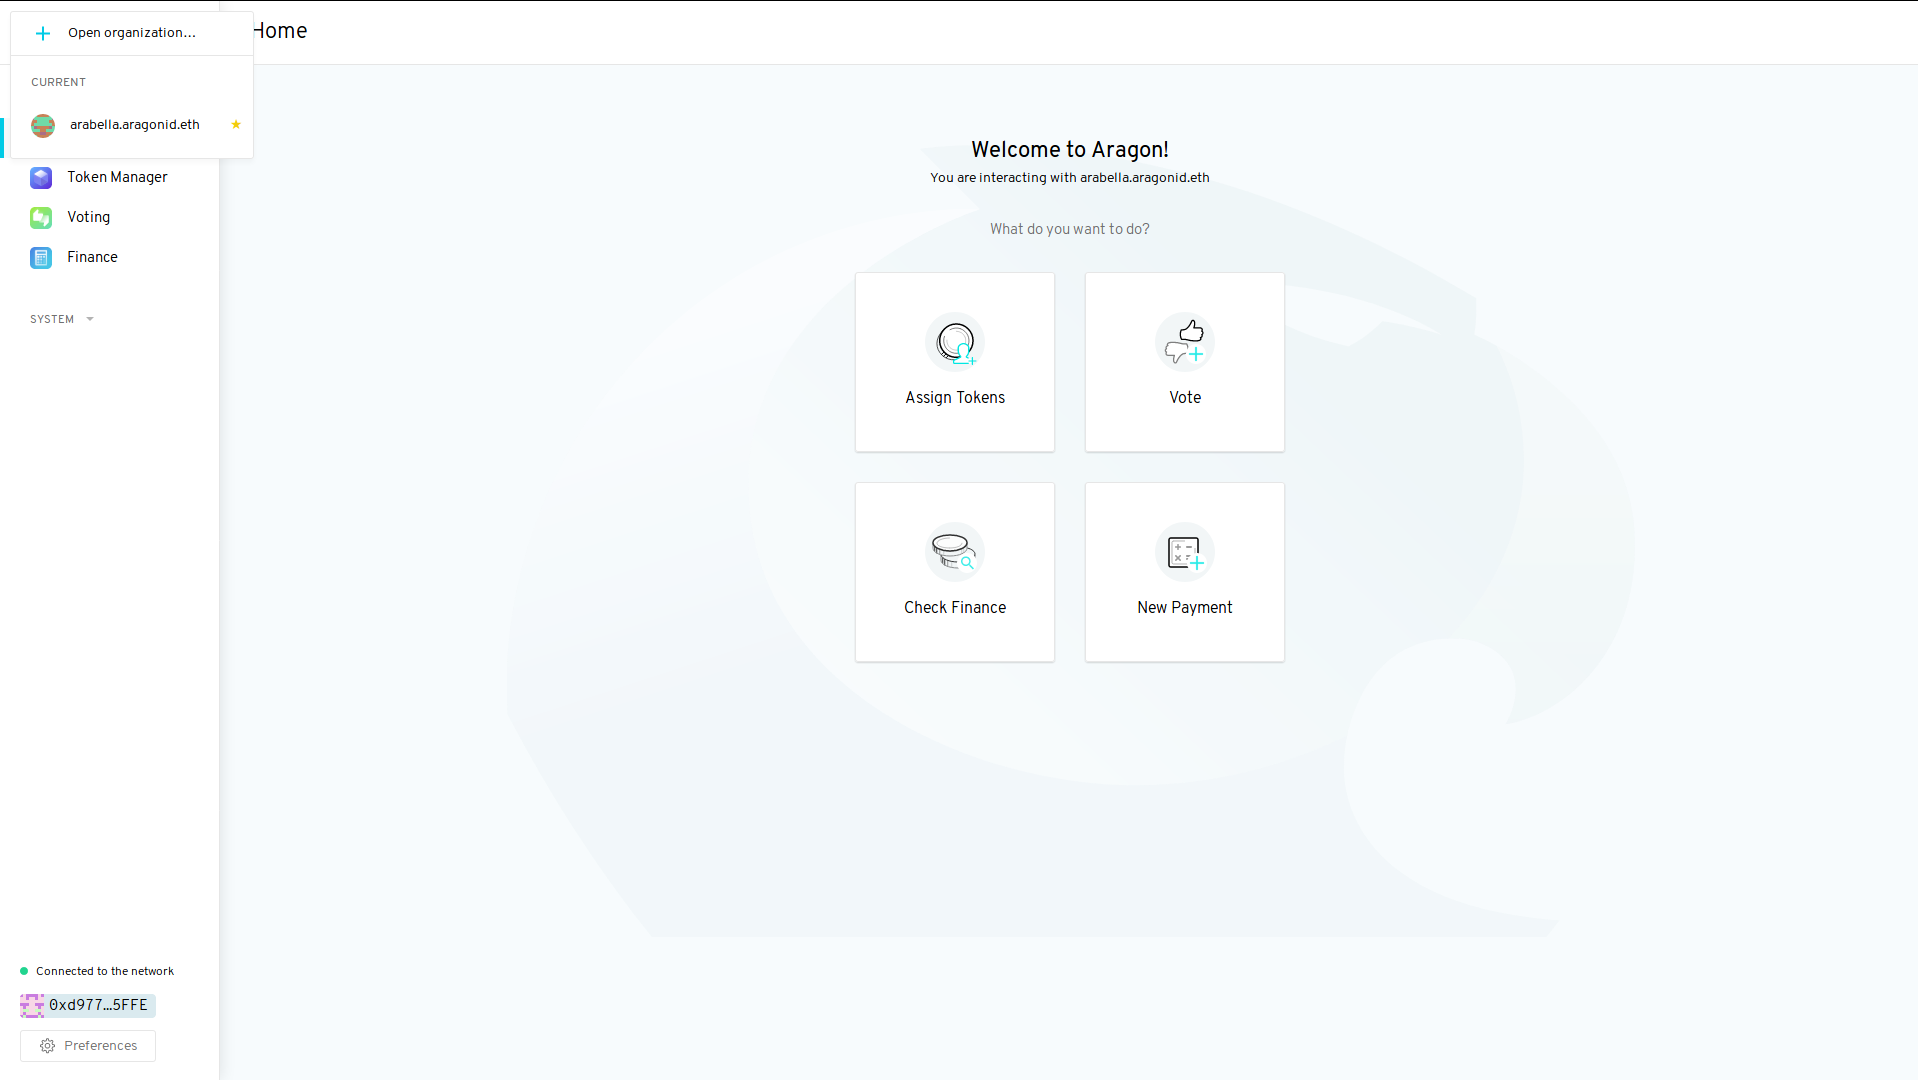 Open organization...
Home
CURRENT
arabella.aragonid.eth
Token Manager
Voting
Finance
SYSTEM
Welcome to Aragon!
You are interacting with arabella.aragonid.eth
What do you want to do?
Assign Tokens
Vote
Check Finance
New Payment
Connected to the network
0xd977...5FFE
Preferences